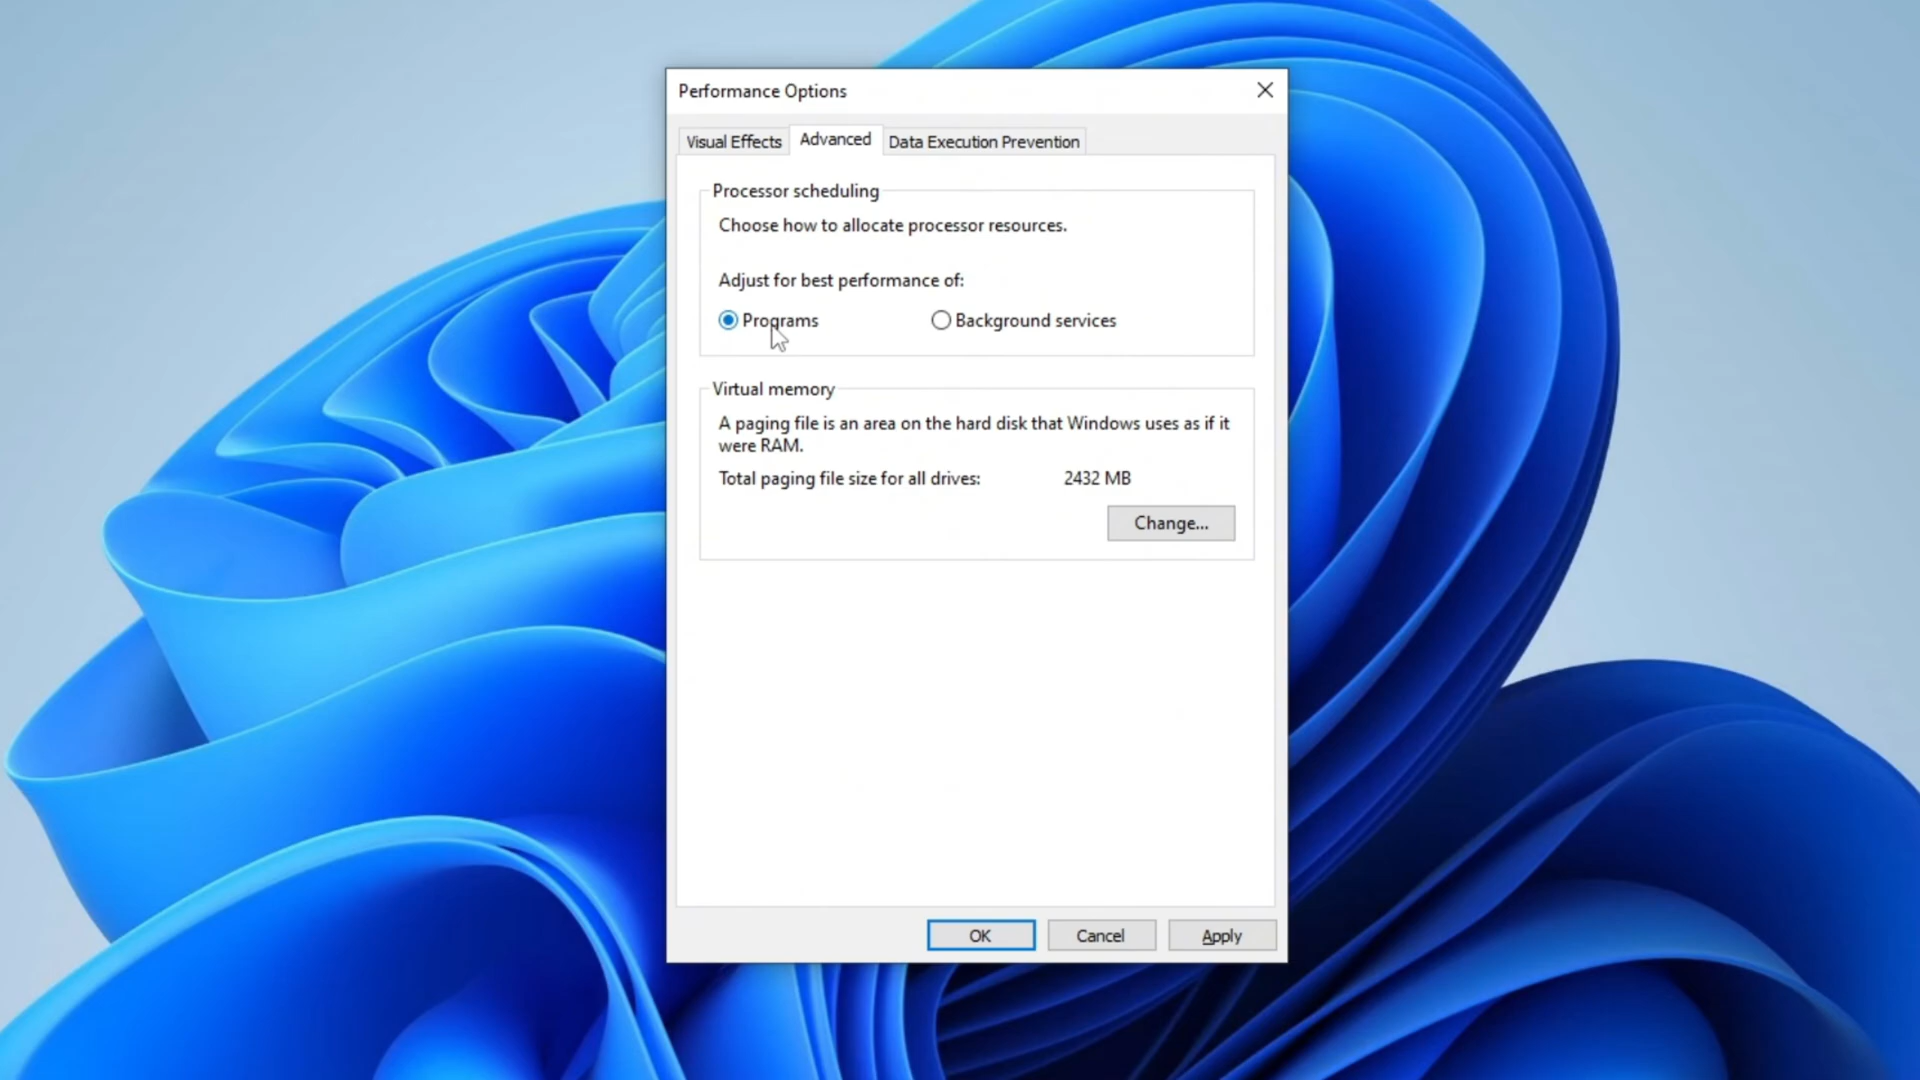 Performance Options
Visual Effects
Advanced
Data Execution Prevention
Processor scheduling
Choose how to allocate processor resources.
Adjust for best performance of:
Programs
Background services
Virtual memory
A paging file is an area on the hard disk that Windows uses as if it
were RAM.
Total paging file size for all drives:
2432 MB
Change...
OK
Cancel
Apply